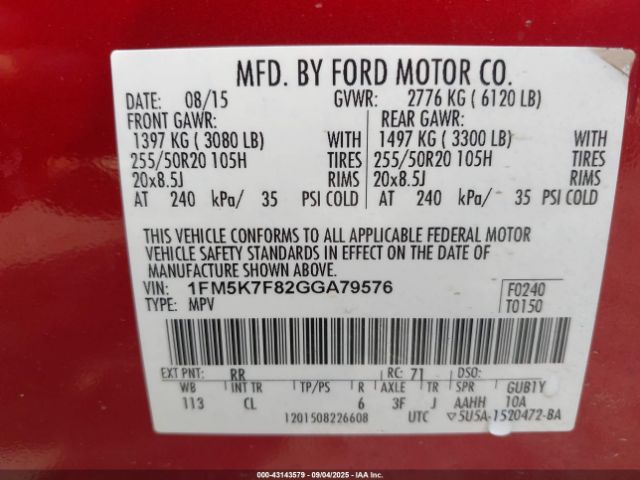 MFD. BY FORD MOTOR CO.
DATE: 08/15 GVWR: 2776 KG ( 6120 LB)
FRONT GAWR: REAR GAWR:
1397 KG ( 3080 LB) WITH 1497 KG ( 3300 LB) WITH
255/50R20 105H TIRES 255/50R20 105H TIRES
20x8.5J RIMS 20x8.5J RIMS
AT 240 kPa/ 35 PSI COLD AT 240 kPa/ 35 PSI COLD
THIS VEHICLE CONFORMS TO ALL APPLICABLE FEDERAL MOTOR
VEHICLE SAFETY STANDARDS IN EFFECT ON THE DATE OF
MANUFACTURE SHOWN ABOVE.
VIN: 1FM5K7F82GGA79576 F0240
TYPE: MPV T0150
EXT PNT: RR RC: 71 DSO:
WB INT TR TP/PS R AXLE TR SPR GUB1Y
113 CL 6 3F J AAHH 10A
1201508226608 UTC ▽5U5A-1520472-BA
000-43143579 - 09/04/2025 - IAAI.COM